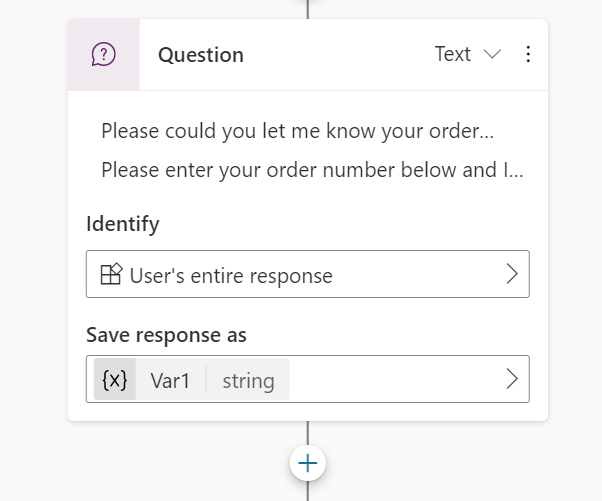 Question
Text
Please could you let me know your order...
Please enter your order number below and I...
Identify
User's entire response
Save response as
{x} Var1 string